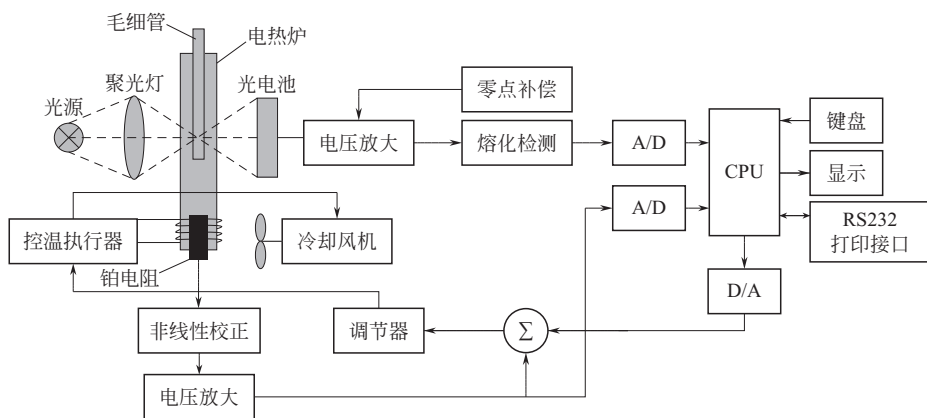 毛细管
电热炉
聚光灯
光电池
光源
零点补偿
键盘
电压放大
熔化检测
A/D
CPU
显示
A/D
RS232
打印接口
控温执行器
冷却风机
铂电阻
D/A
非线性校正
调节器
Σ
电压放大